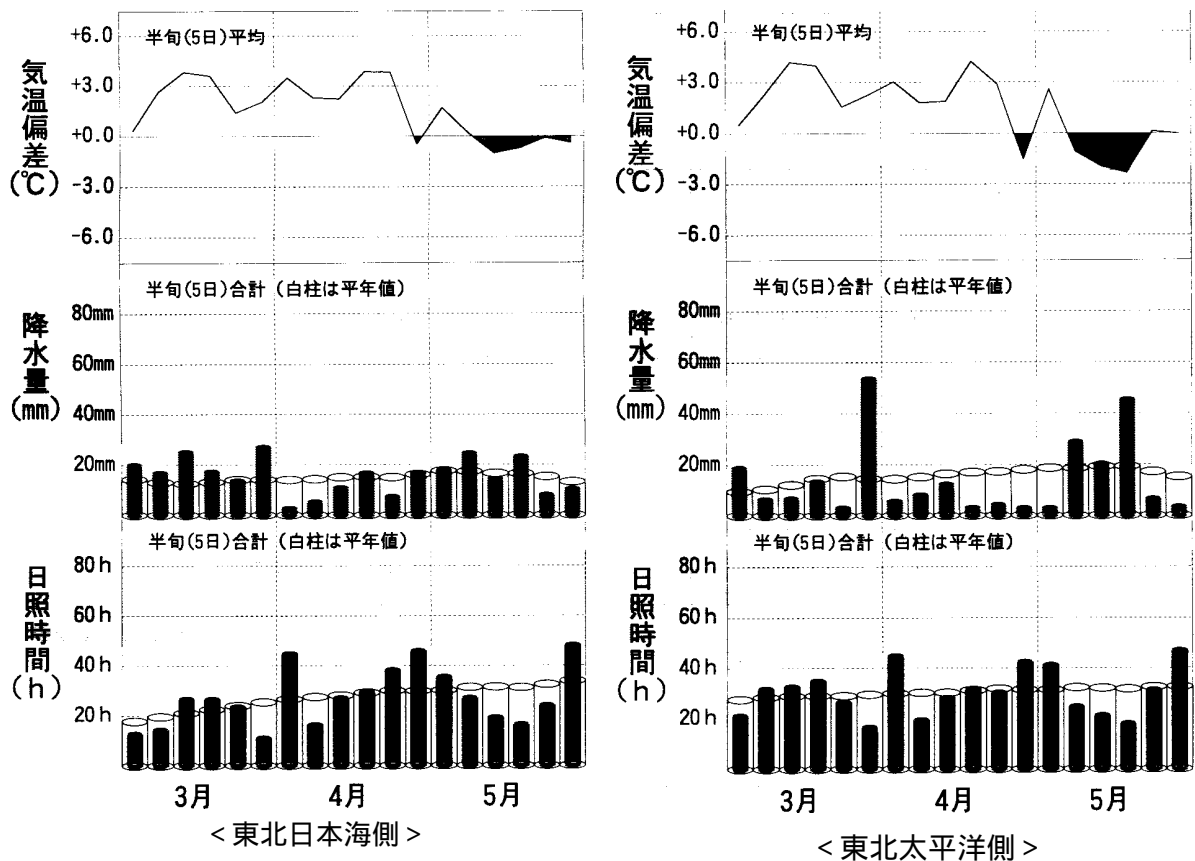 +6.0
半旬(5日)平均
+3.0
+0.0
-3.0
-6.0
気温偏差
(℃)
半旬(5日)合計 (白柱は平年値)
80mm
60mm
40mm
20mm
降水量
(mm)
半旬(5日)合計 (白柱は平年値)
80h
60h
40h
20h
日照時間
(h)
3月 4月 5月
<東北日本海側>
+6.0
半旬(5日)平均
+3.0
+0.0
-3.0
-6.0
気温偏差
(℃)
半旬(5日)合計 (白柱は平年値)
80mm
60mm
40mm
20mm
降水量
(mm)
半旬(5日)合計 (白柱は平年値)
80h
60h
40h
20h
日照時間
(h)
3月 4月 5月
<東北太平洋側>